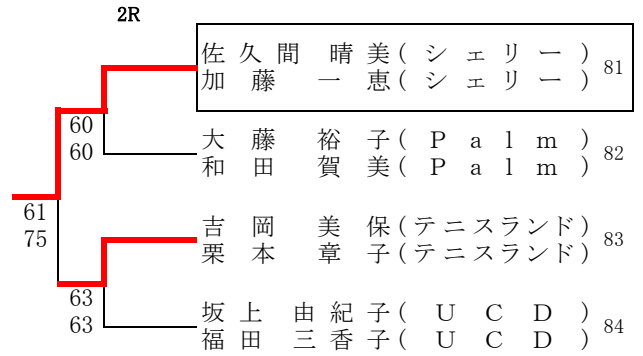 2R
佐久間 晴美(シェリー) 81
加藤 一恵(シェリー)
60
60
大藤 裕子(Palm) 82
和田 賀美(Palm)
61
75
吉岡 美保(テニスランド) 83
栗本 章子(テニスランド)
63
63
坂上 由紀子(UCD) 84
福田 三香子(UCD)